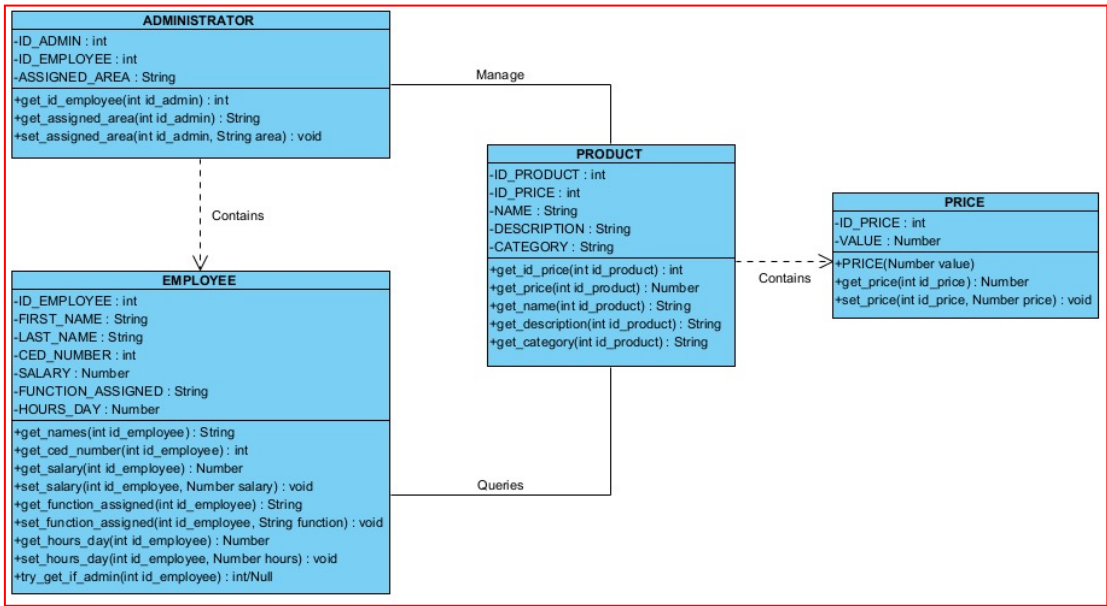 ADMINISTRATOR
-ID_ADMIN : int
-ID_EMPLOYEE : int
-ASSIGNED_AREA : String
+get_id_employee(int id_admin) : int
+get_assigned_area(int id_admin) : String
+set_assigned_area(int id_admin, String area) : void
Manage
Contains
PRODUCT
-ID_PRODUCT : int
-ID_PRICE : int
-NAME : String
-DESCRIPTION : String
-CATEGORY : String
+get_id_price(int id_product) : int
+get_price(int id_product) : Number
+get_name(int id_product) : String
+get_description(int id_product) : String
+get_category(int id_product) : String
Contains
PRICE
-ID_PRICE : int
-VALUE : Number
+PRICE(Number value)
+get_price(int id_price) : Number
+set_price(int id_price, Number price) : void
EMPLOYEE
-ID_EMPLOYEE : int
-FIRST_NAME : String
-LAST_NAME : String
-CED_NUMBER : int
-SALARY : Number
-FUNCTION_ASSIGNED : String
-HOURS_DAY : Number
+get_names(int id_employee) : String
+get_ced_number(int id_employee) : int
+get_salary(int id_employee) : Number
+set_salary(int id_employee, Number salary) : void
+get_function_assigned(int id_employee) : String
+set_function_assigned(int id_employee, String function) : void
+get_hours_day(int id_employee) : Number
+set_hours_day(int id_employee, Number hours) : void
+try_get_if_admin(int id_employee) : int/Null
Queries